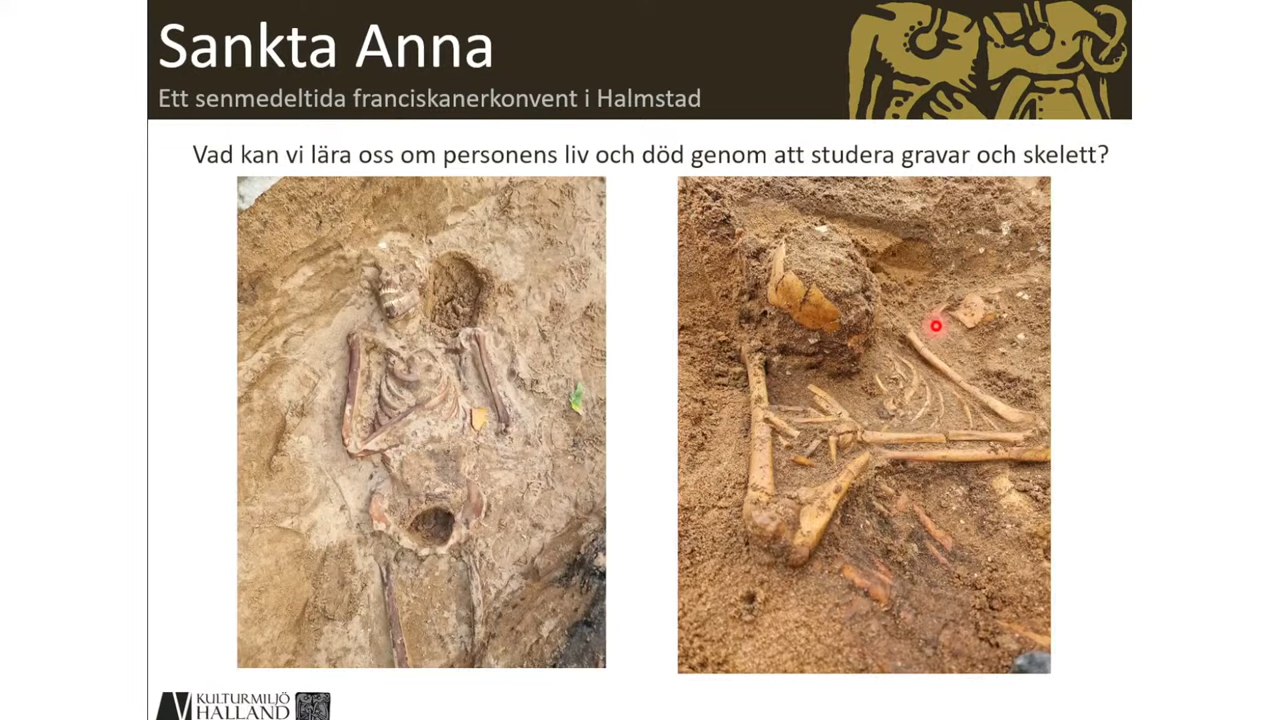 Sankta Anna
Ett senmedeltida franciskanerkonvent i Halmstad
Vad kan vi lära oss om personens liv och död genom att studera gravar och skelett?
KULTURMILJÖ
HALLAND